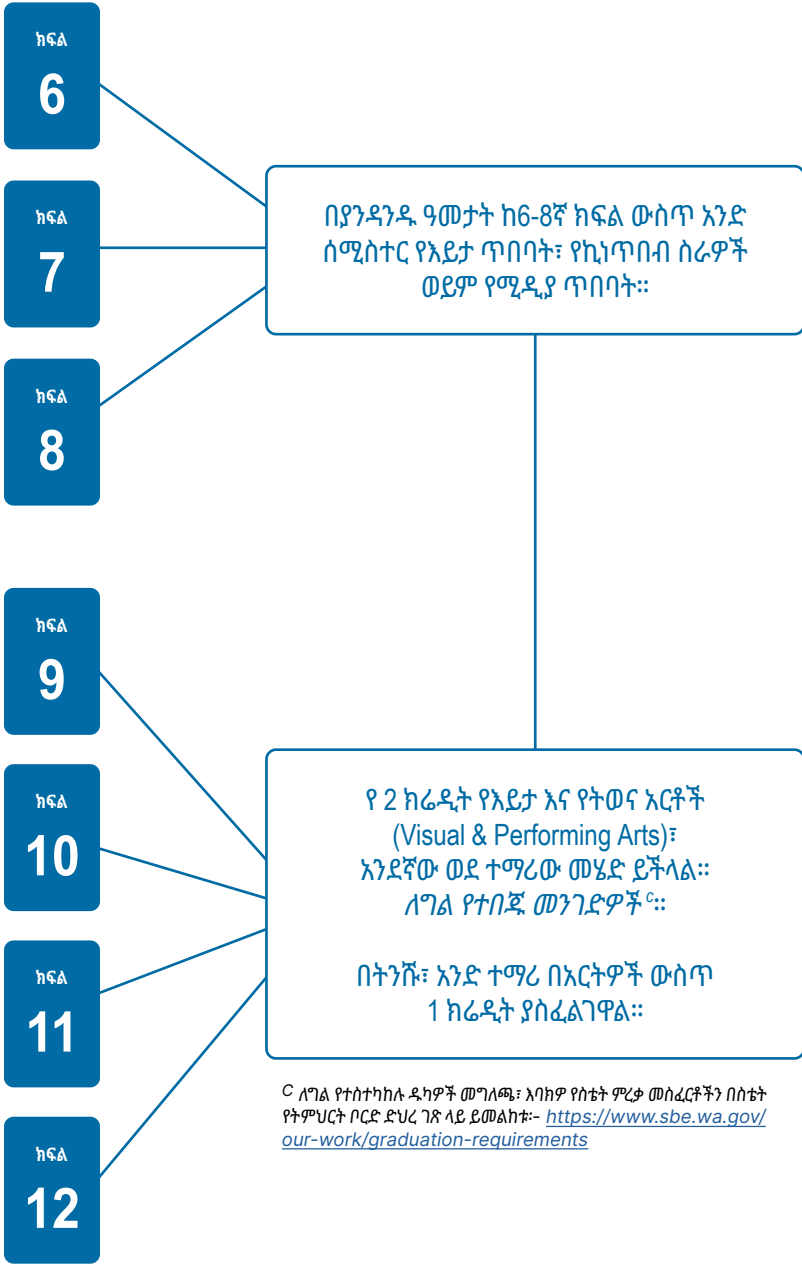 ክፍል
6
ክፍል
7
ክፍል
8
በያንዳንዱ ዓመታት ከ6-8ኛ ክፍል ውስጥ አንድ
ሰሚስተር የእይታ ጥበባት፣ የኪነጥበብ ስራዎች
ወይም የሚዲያ ጥበባት።
ክፍል
9
ክፍል
10
ክፍል
11
ክፍል
12
የ 2 ክሬዲት የእይታ እና የትወና አርቶች
(Visual & Performing Arts)፣
አንደኛው ወደ ተማሪው መሄድ ይችላል።
ለግል የተበጁ መንገድዎች C።
በትንሹ፣ አንድ ተማሪ በአርትዎች ውስጥ
1 ክሬዲት ያስፈልገዋል።
C ለግል የተስተካከሉ ዱካዎች መግለጫ፣ እባክዎ የስቴት ምረቃ መስፈርቶችን በስቴት
የትምህርት ቦርድ ድህረ ገጽ ላይ ይመልከቱ፡- https://www.sbe.wa.gov/
our-work/graduation-requirements